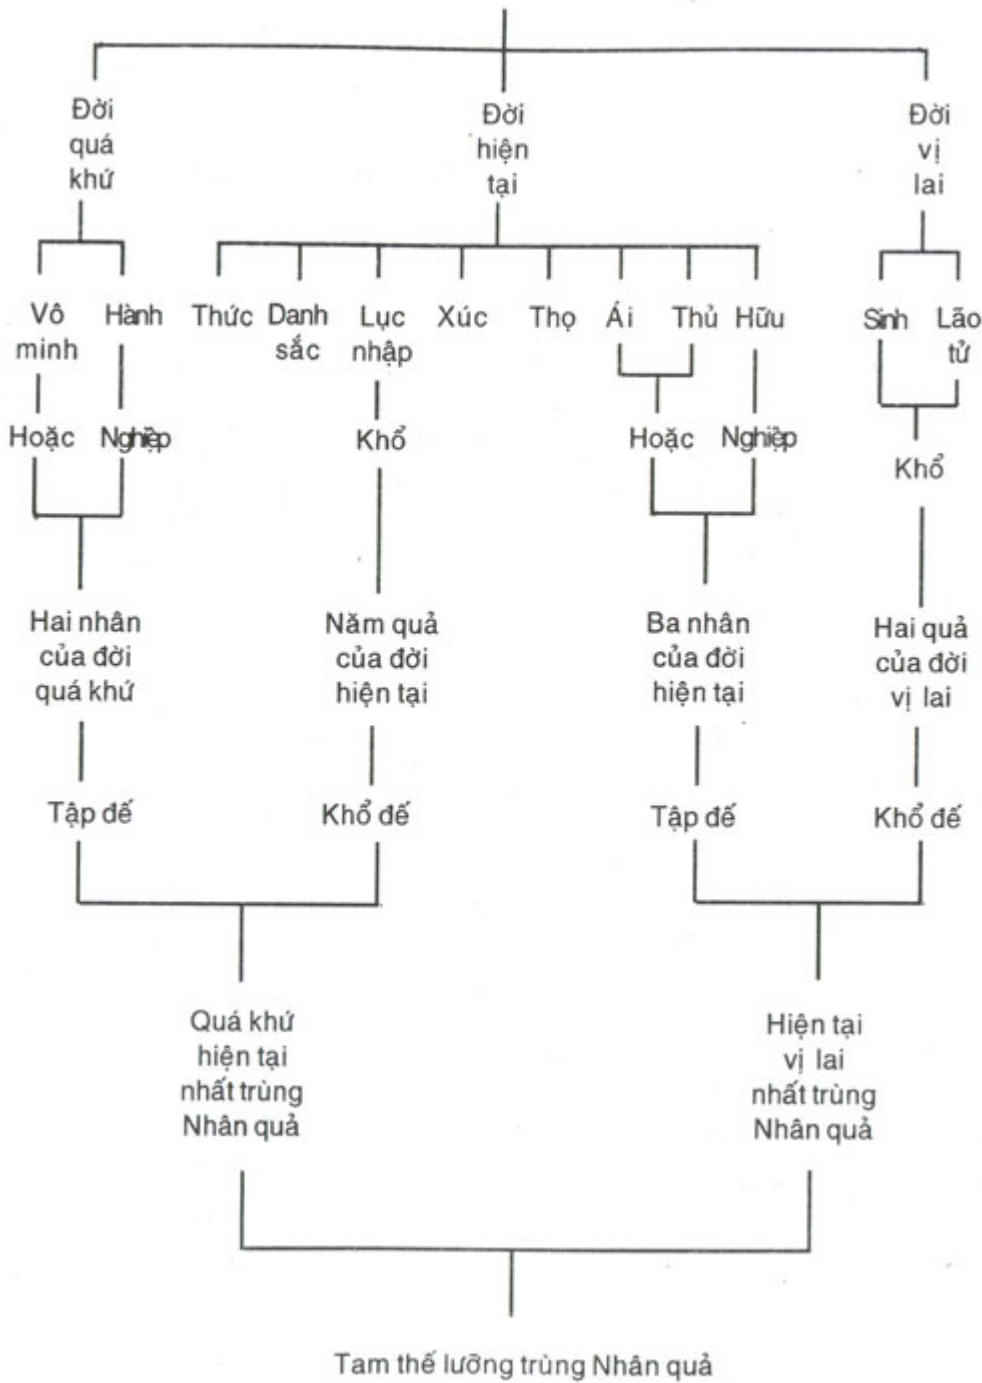 Đời
quá
khứ
Đời
hiện
tại
Đời
vị
lai
Vô
minh
Hành
Thức
Danh
sắc
Lục
nhập
Xúc
Thọ
Ái
Thủ
Hữu
Sinh
Lão
tử
Hoặc
Nghiệp
Khổ
Hoặc
Nghiệp
Khổ
Hai nhân
của đời
quá khứ
Năm quả
của đời
hiện tại
Ba nhân
của đời
hiện tại
Hai quả
của đời
vị lai
Tập đế
Khổ đế
Tập đế
Khổ đế
Quá khứ
hiện tại
nhất trùng
Nhân quả
Hiện tại
vị lai
nhất trùng
Nhân quả
Tam thế lưỡng trùng Nhân quả